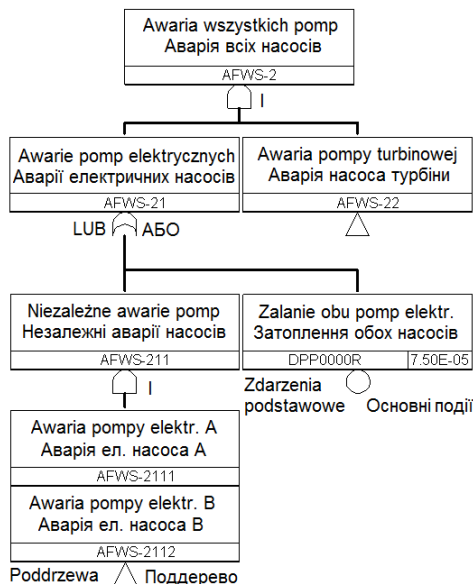 Awaria wszystkich pomp
Аварія всіх насосів
AFWS-2
I
Awarie pomp elektrycznych
Аварії електричних насосів
AFWS-21
Awaria pompy turbinowej
Аварія насоса турбіни
AFWS-22
LUB АБО
Niezależne awarie pomp
Незалежні аварії насосів
AFWS-211
Zalanie obu pomp elektr.
Затоплення обох насосів
DPP0000R 7.50E-05
I
Zdarzenia
podstawowe Основні події
Awaria pompy elektr. A
Аварія ел. насоса А
AFWS-2111
Awaria pompy elektr. B
Аварія ел. насоса В
AFWS-2112
Poddrzewa Поддерево